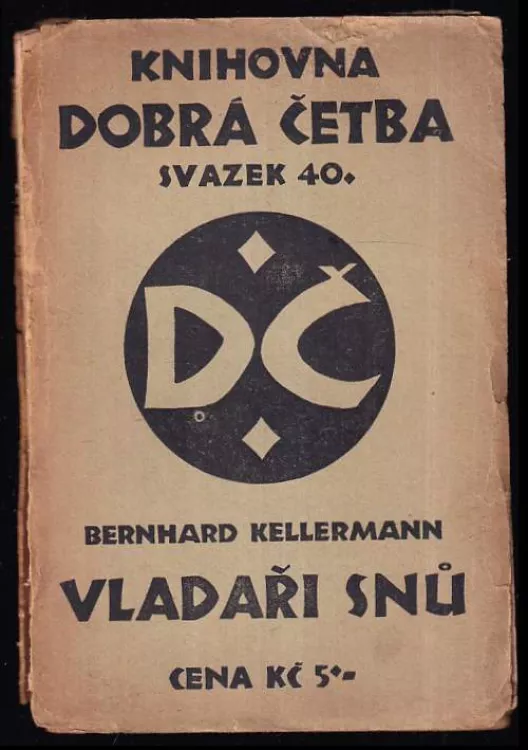 KNIHOVNA
DOBRÁ ČETBA
SVAZEK 40.
DČ
BERNHARD KELLERMANN
VLADAŘI SNŮ
CENA KČ 5·-